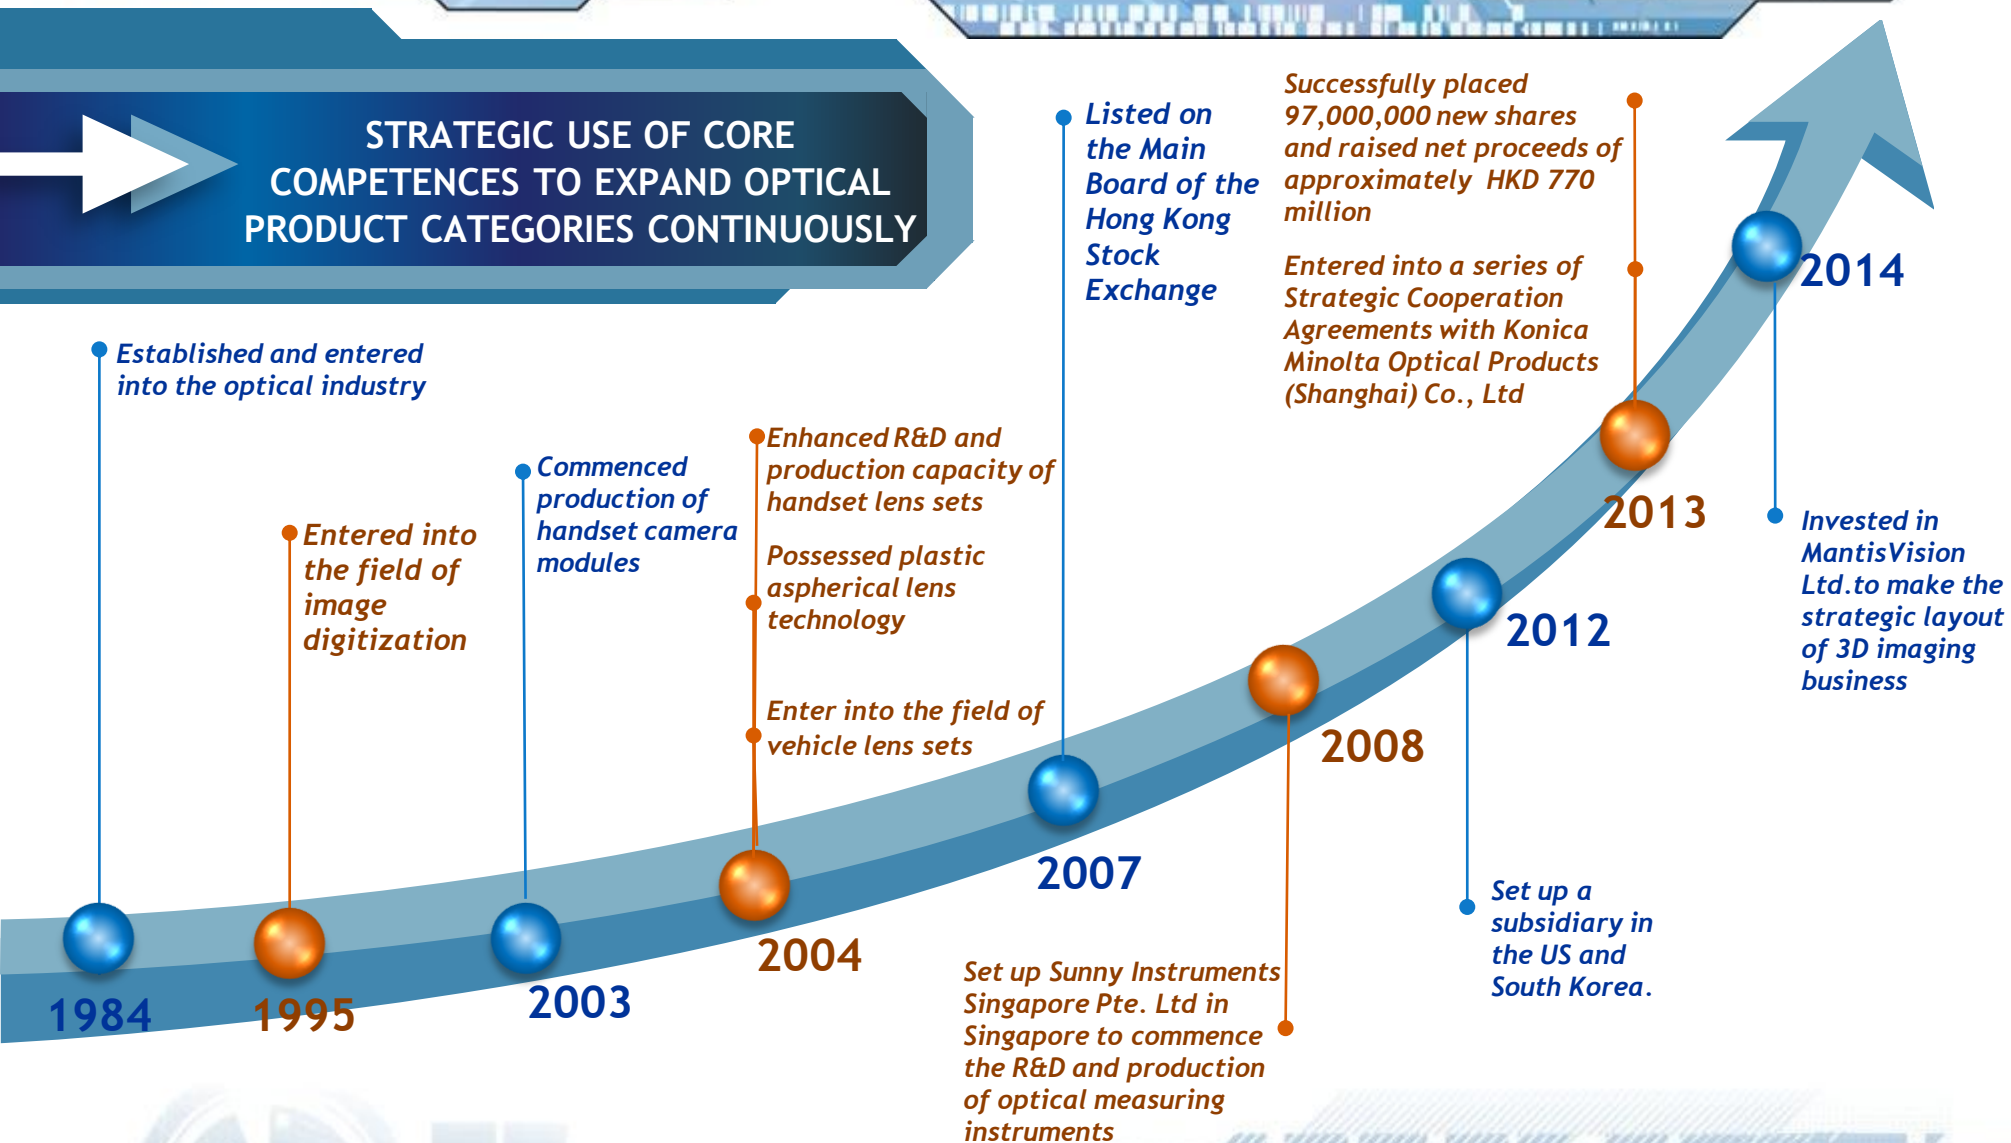 STRATEGIC USE OF CORE
COMPETENCES TO EXPAND OPTICAL
PRODUCT CATEGORIES CONTINUOUSLY
Established and entered
into the optical industry
1984
Entered into
the field of
image
digitization
1995
Commenced
production of
handset camera
modules
2003
Enhanced R&D and
production capacity of
handset lens sets
Possessed plastic
aspherical lens
technology
Enter into the field of
vehicle lens sets
2004
Listed on
the Main
Board of the
Hong Kong
Stock
Exchange
2007
Set up Sunny Instruments
Singapore Pte. Ltd in
Singapore to commence
the R&D and production
of optical measuring
instruments
2008
Set up a
subsidiary in
the US and
South Korea.
2012
Successfully placed
97,000,000 new shares
and raised net proceeds of
approximately HKD 770
million
Entered into a series of
Strategic Cooperation
Agreements with Konica
Minolta Optical Products
(Shanghai) Co., Ltd
2013
2014
Invested in
MantisVision
Ltd.to make the
strategic layout
of 3D imaging
business